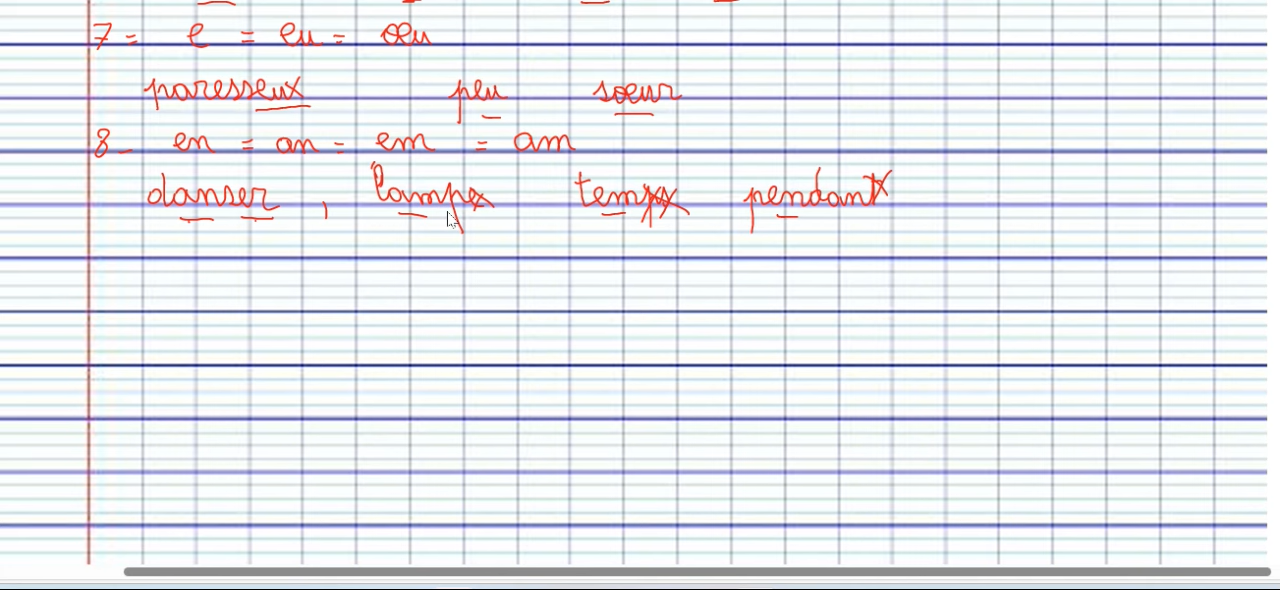 7 = e = eu = œu
paresseux peu sœur
8 - en = an = em = am
danser , lampe temps pendant